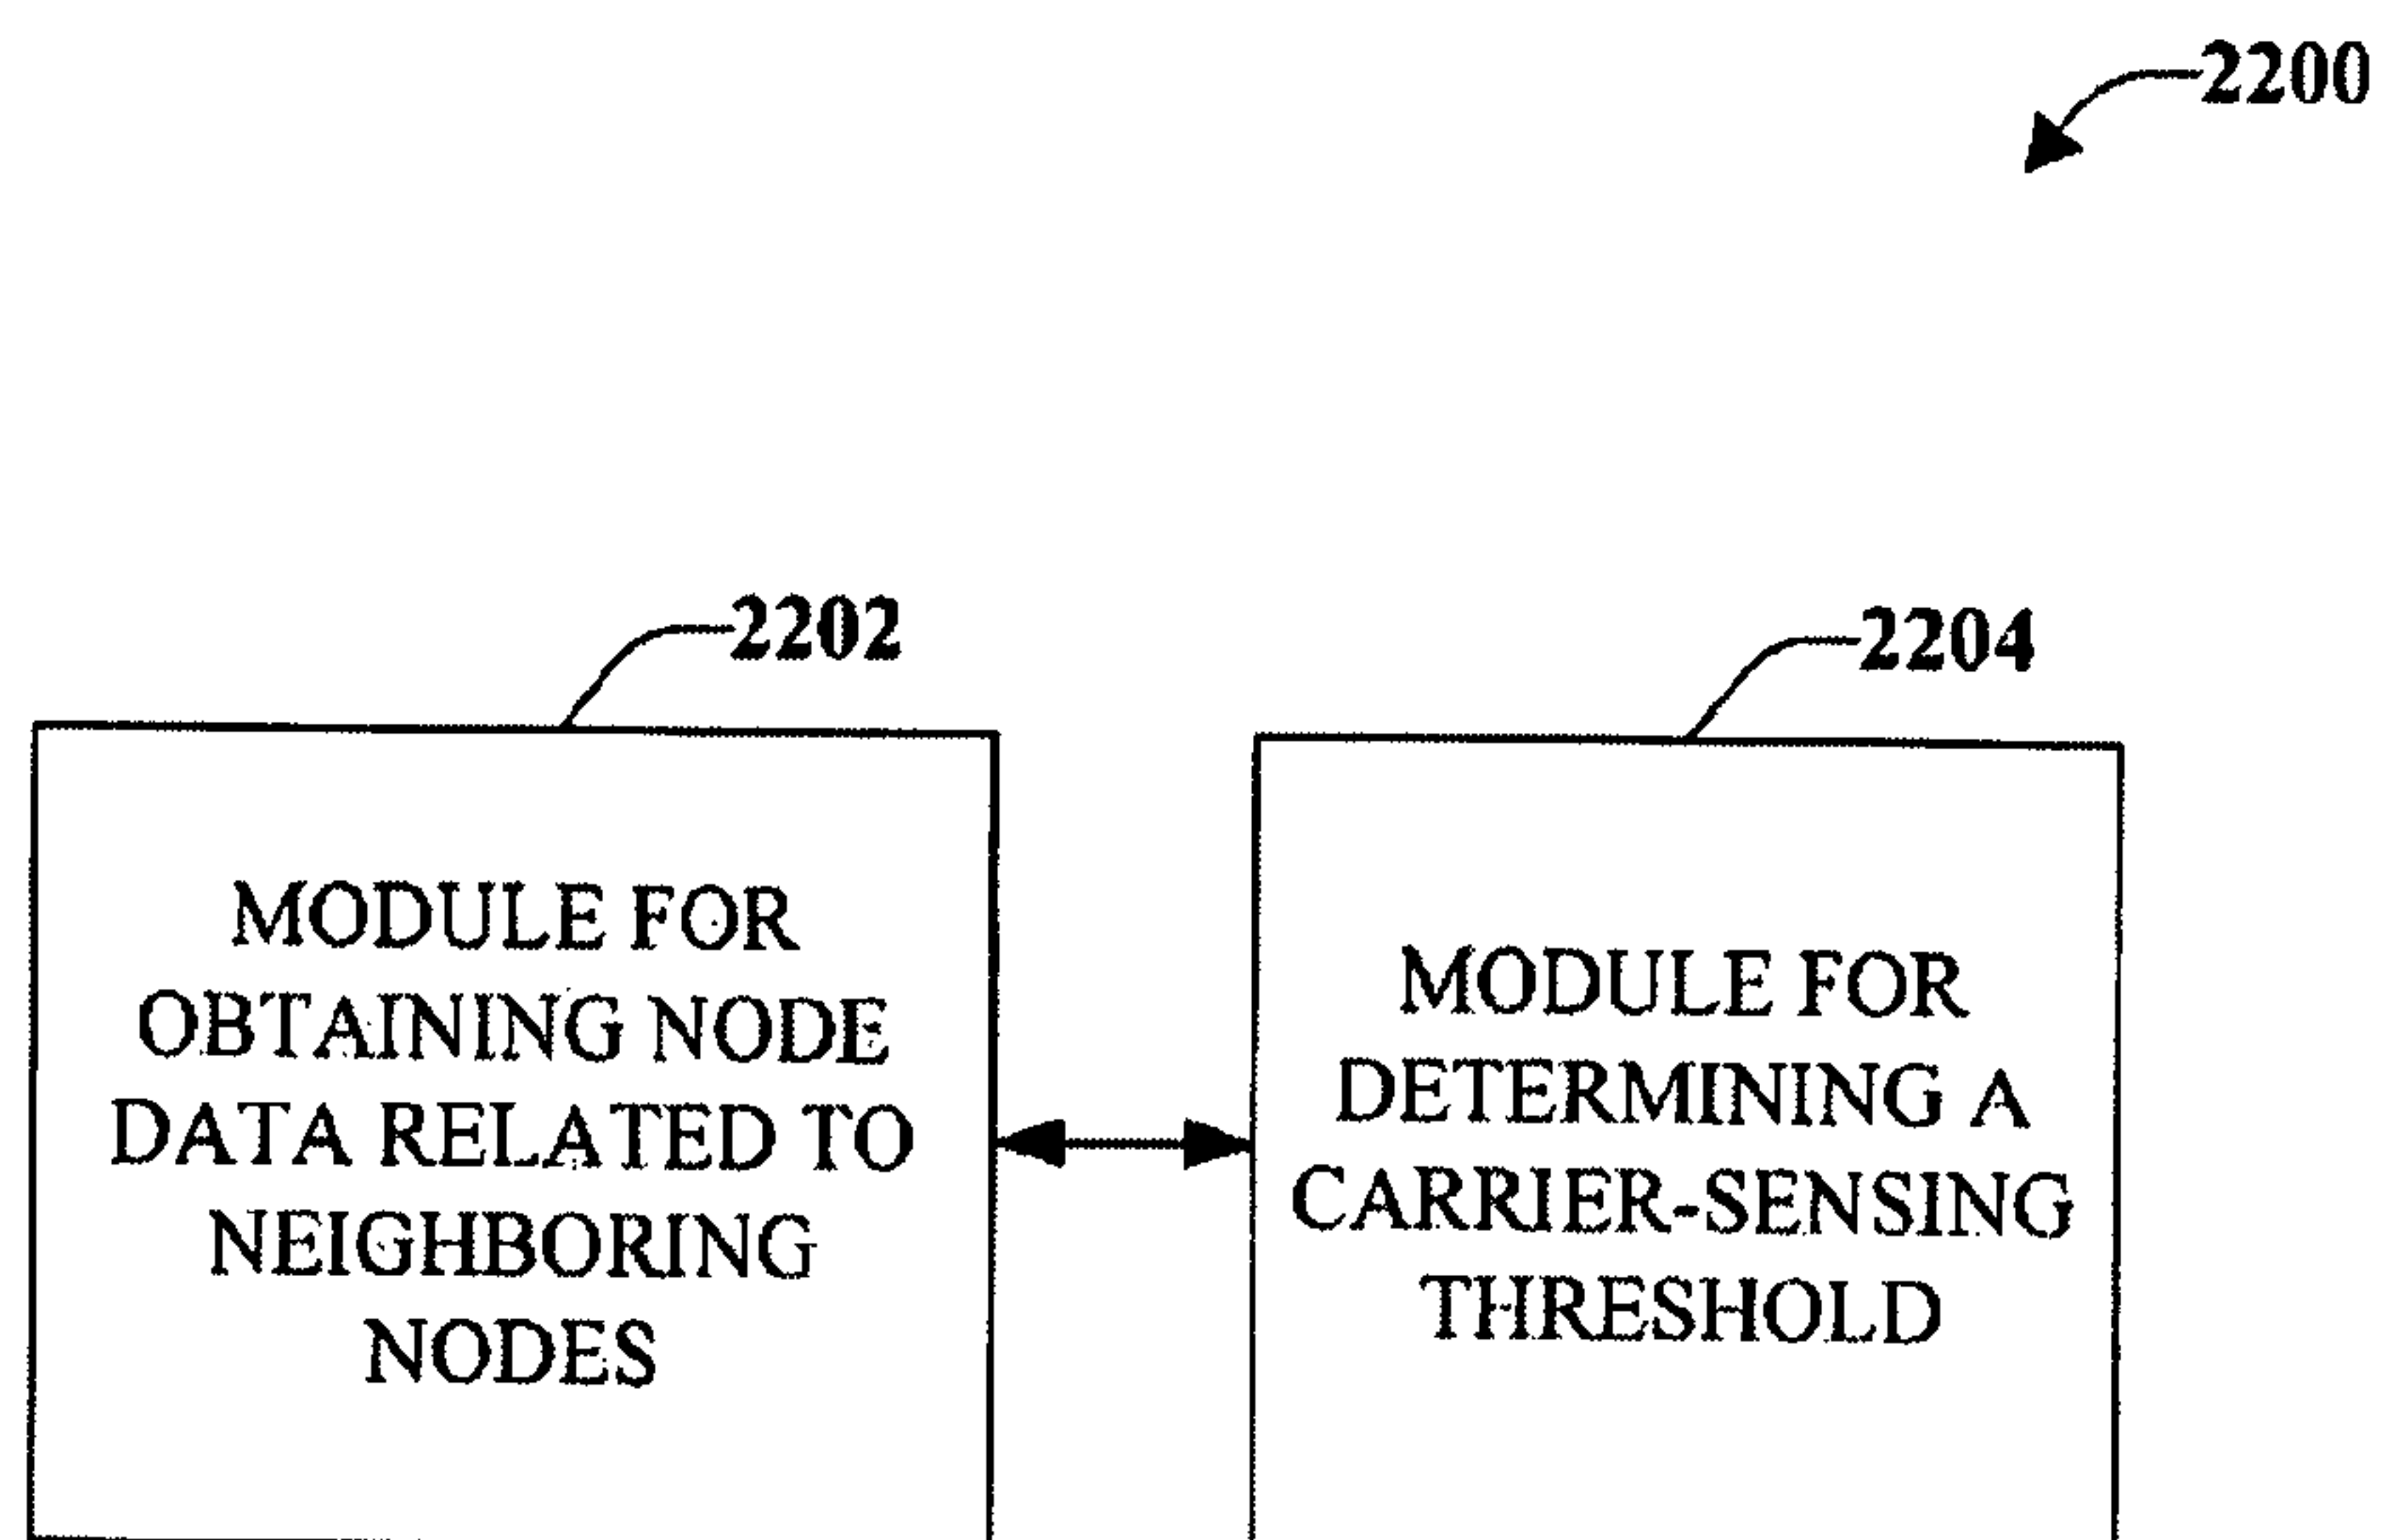 2200
2202
2204
MODULE FOR
OBTAINING NODE
DATA RELATED TO
NEIGHBORING
NODES
MODULE FOR
DETERMINING A
CARRIER-SENSING
THRESHOLD